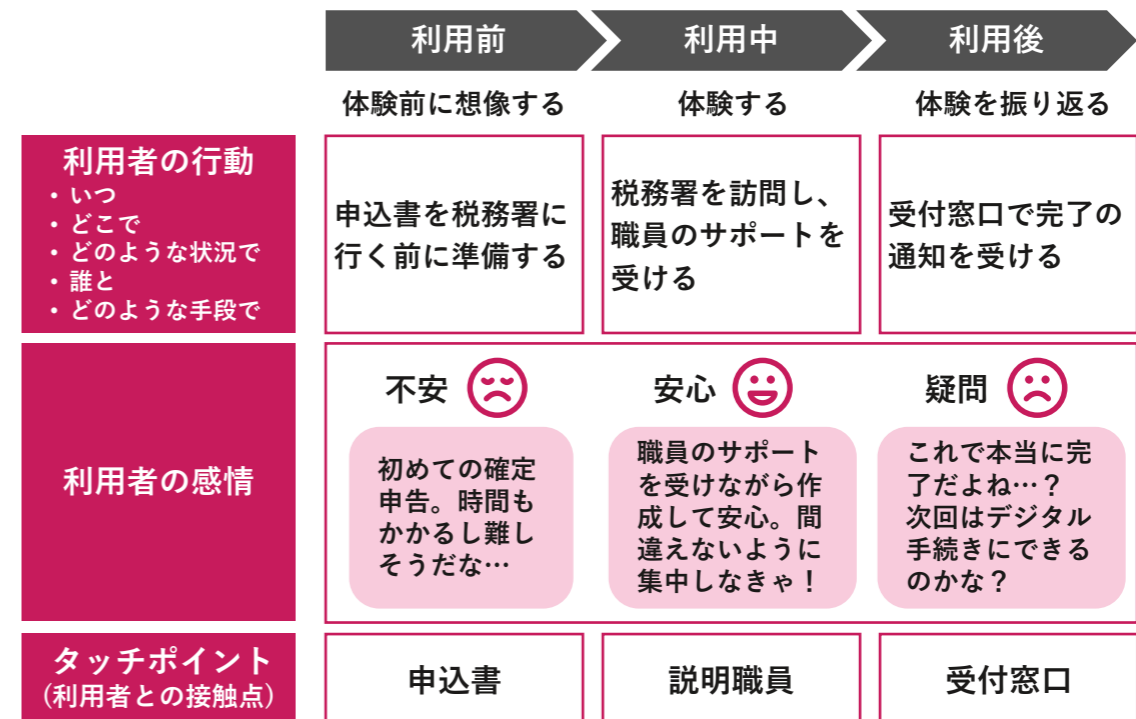 利用前
利用中
利用後
体験前に想像する
体験する
体験を振り返る
利用者の行動
・いつ
・どこで
・どのような状況で
・誰と
・どのような手段で
申込書を税務署に
行く前に準備する
税務署を訪問し、
職員のサポートを
受ける
受付窓口で完了の
通知を受ける
利用者の感情
不安
初めての確定
申告。時間も
かかるし難し
そうだな…
安心
職員のサポート
を受けながら作
成して安心。間
違えないように
集中しなきゃ！
疑問
これで本当に完
了だよね…？
次回はデジタル
手続きにできる
のかな？
タッチポイント
(利用者との接触点)
申込書
説明職員
受付窓口